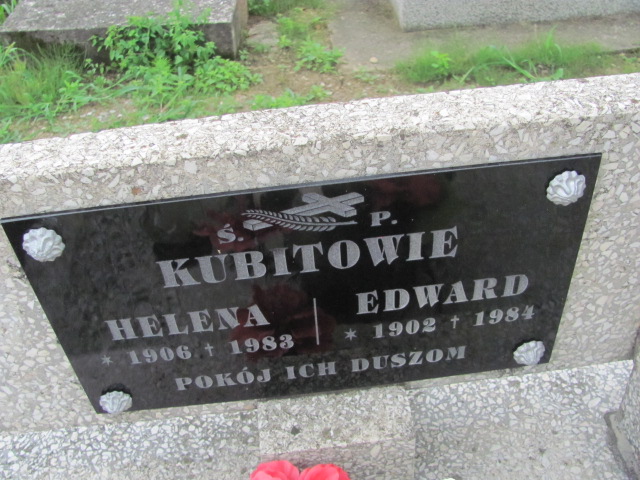 Ś. P.
KUBITOWIE
HELENA EDWARD
* 1906 † 1983 * 1902 † 1984
POKÓJ ICH DUSZOM